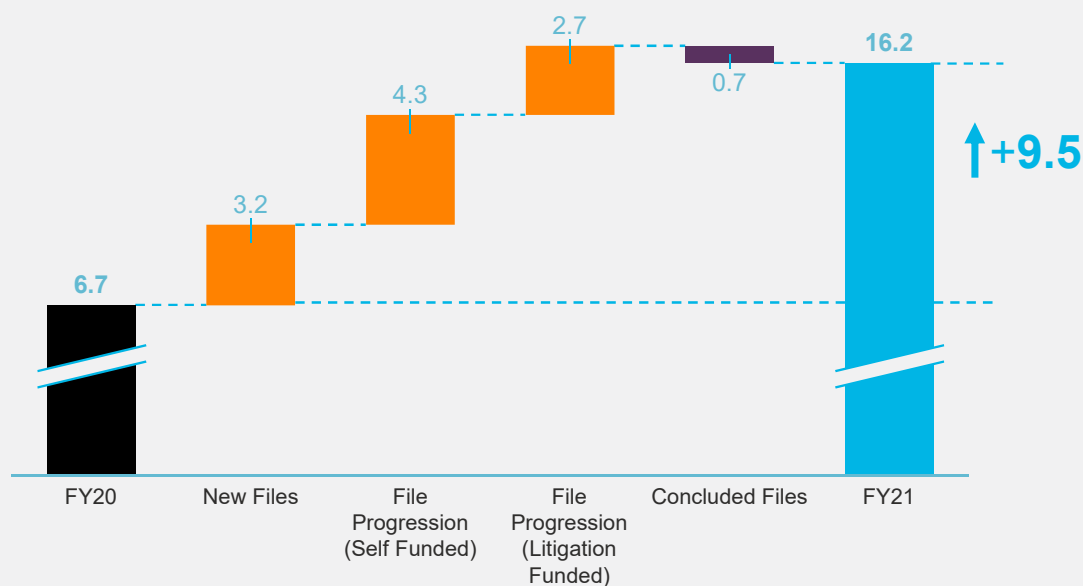 2.7
16.2
0.7
4.3
+9.5
3.2
6.7
FY20
New Files
File
Progression
(Self Funded)
File
Progression
(Litigation
Funded)
Concluded Files
FY21